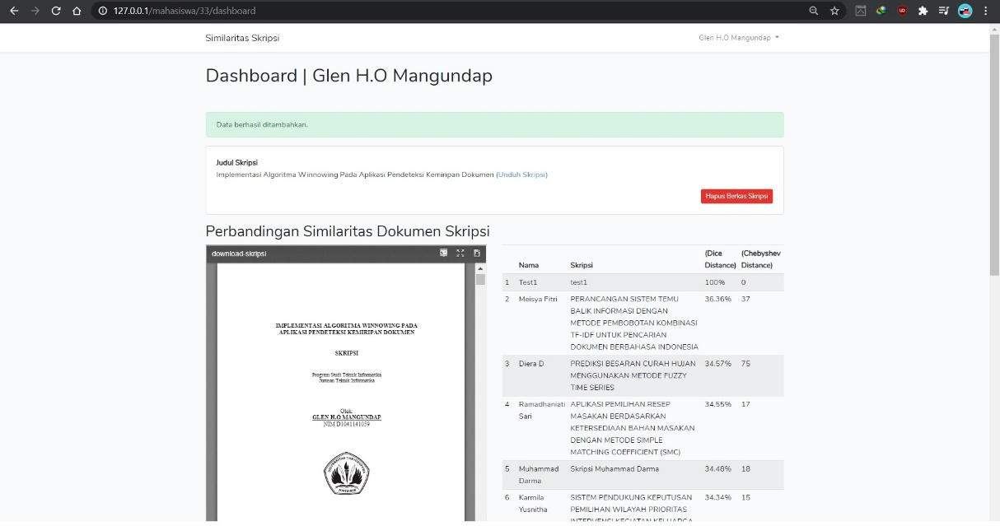 127.0.0.1/mahasiswa/33/dashboard
Similaritas Skripsi
Glen H.O Mangundap
Dashboard | Glen H.O Mangundap
Data berhasil ditambahkan.
Judul Skripsi
Implementasi Algoritma Winnowing Pada Aplikasi Pendeteksi Kemiripan Dokumen (Unduh Skripsi)
Hapus Berkas Skripsi
Perbandingan Similaritas Dokumen Skripsi
download-skripsi
IMPLEMENTASI ALGORITMA WINNOWING PADA
APLIKASI PENDETEKSI KEMIRIPAN DOKUMEN
SKRIPSI
Program Studi Teknik Informatika
Jurusan Teknik Informatika
Oleh:
GLEN H.O MANGUNDAP
NIM D1041141059
(Dice (Chebyshev
Nama Skripsi Distance) Distance)
1 Test1 test1 100% 0
2 Meisya Fitri PERANCANGAN SISTEM TEMU 36.36% 37
BALIK INFORMASI DENGAN
METODE PEMBOBOTAN KOMBINASI
TF-IDF UNTUK PENCARIAN
DOKUMEN BERBAHASA INDONESIA
3 Diera D PREDIKSI BESARAN CURAH HUJAN 34.57% 75
MENGGUNAKAN METODE FUZZY
TIME SERIES
4 Ramadhaniati APLIKASI PEMILIHAN RESEP 34.55% 17
Sari MASAKAN BERDASARKAN
KETERSEDIAAN BAHAN MASAKAN
DENGAN METODE SIMPLE
MATCHING COEFFICIENT (SMC)
5 Muhammad Skripsi Muhammad Darma 34.48% 18
Darma
6 Karmila SISTEM PENDUKUNG KEPUTUSAN 34.34% 15
Yusnitha PEMILIHAN WILAYAH PRIORITAS
INTERVENSI KEGIATAN KELUARGA